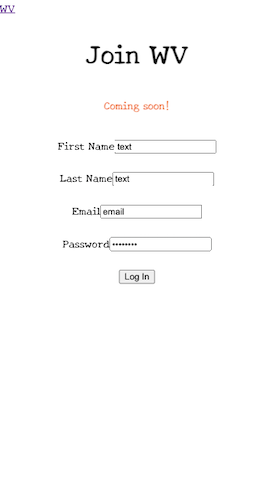 WV
Join WV
Coming soon!
First Name text
Last Name text
Email email
Password ••••••••
Log In